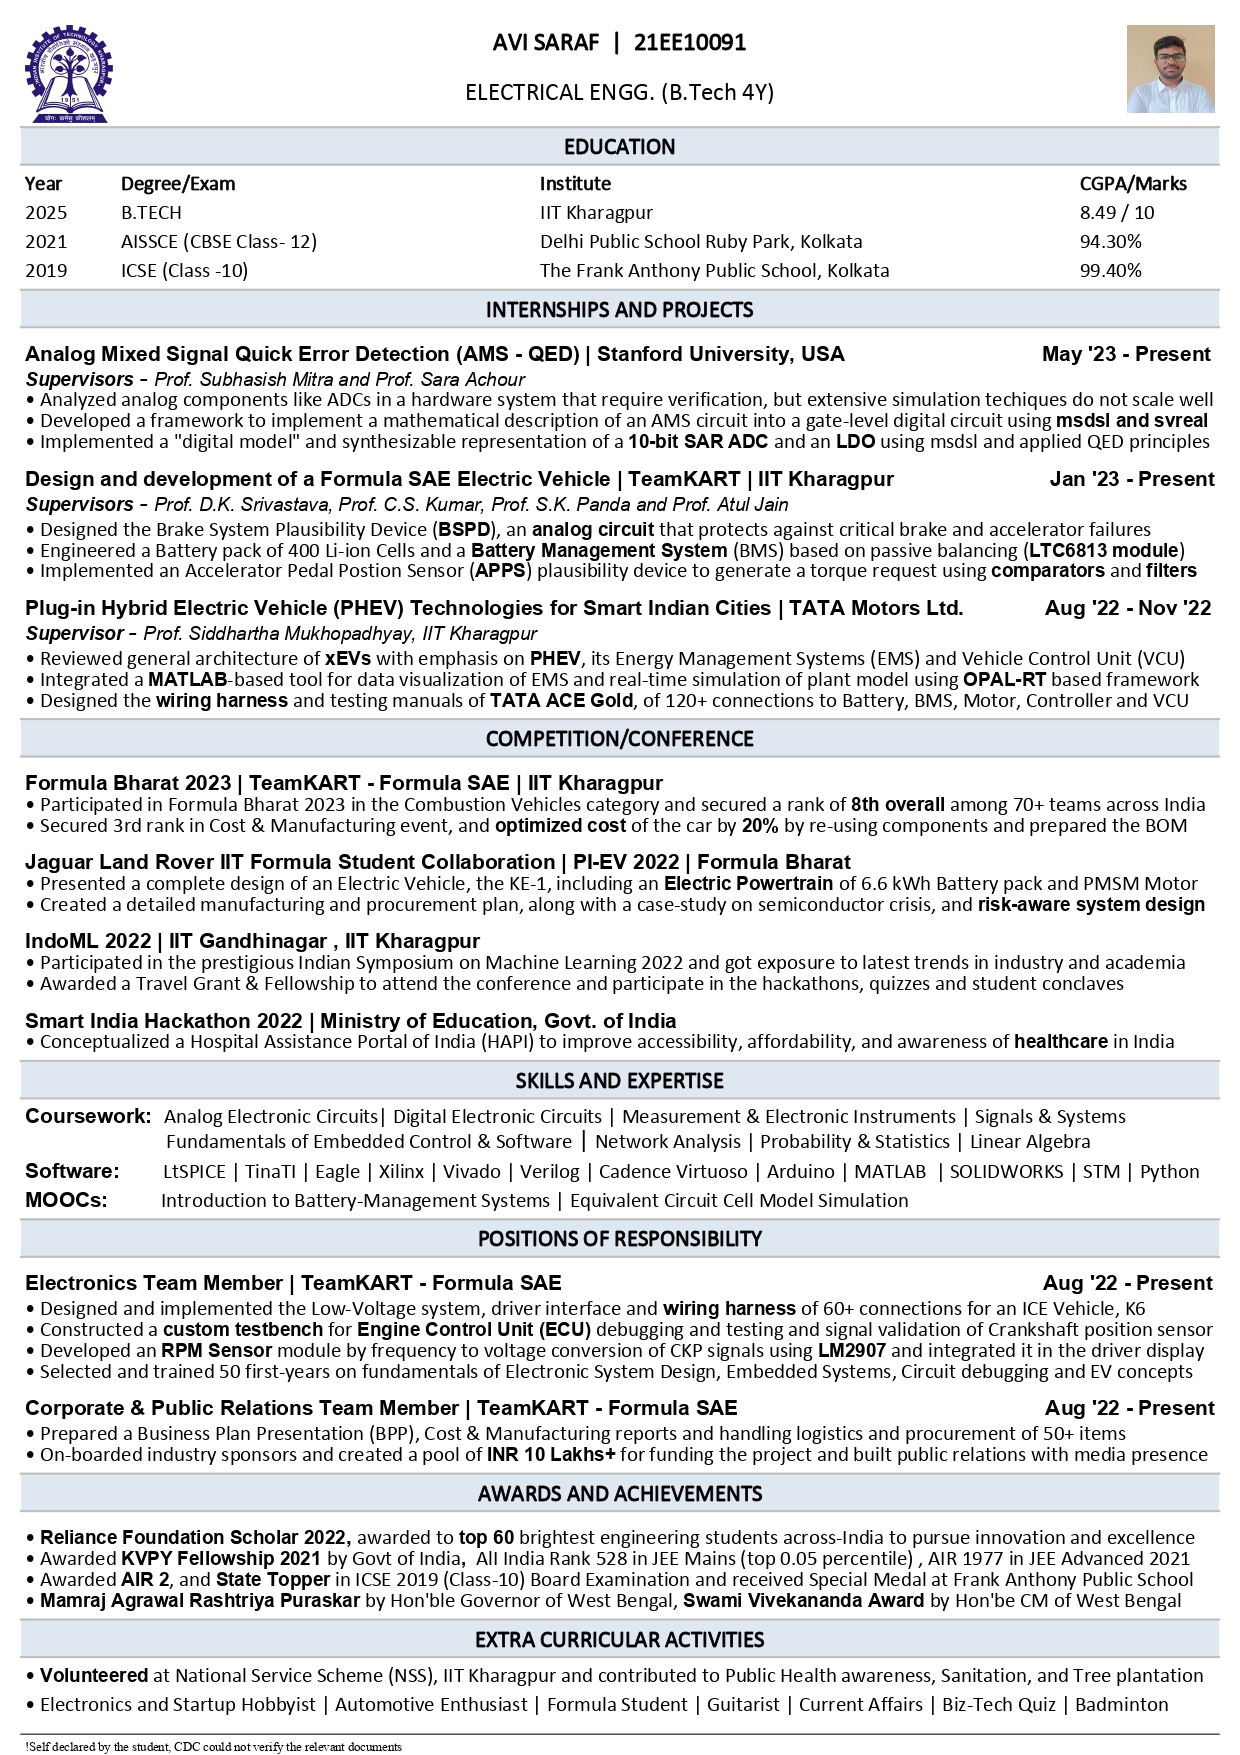 AVI SARAF | 21EE10091
ELECTRICAL ENGG. (B.Tech 4Y)
1951
योगः कर्मसु कौशलम्
EDUCATION
Year Degree/Exam Institute CGPA/Marks
2025 B.TECH IIT Kharagpur 8.49 / 10
2021 AISSCE (CBSE Class- 12) Delhi Public School Ruby Park, Kolkata 94.30%
2019 ICSE (Class -10) The Frank Anthony Public School, Kolkata 99.40%
INTERNSHIPS AND PROJECTS
Analog Mixed Signal Quick Error Detection (AMS - QED) | Stanford University, USA May '23 - Present
Supervisors - Prof. Subhasish Mitra and Prof. Sara Achour
• Analyzed analog components like ADCs in a hardware system that require verification, but extensive simulation techiques do not scale well
• Developed a framework to implement a mathematical description of an AMS circuit into a gate-level digital circuit using msdsl and svreal
• Implemented a "digital model" and synthesizable representation of a 10-bit SAR ADC and an LDO using msdsl and applied QED principles
Design and development of a Formula SAE Electric Vehicle | TeamKART | IIT Kharagpur Jan '23 - Present
Supervisors - Prof. D.K. Srivastava, Prof. C.S. Kumar, Prof. S.K. Panda and Prof. Atul Jain
• Designed the Brake System Plausibility Device (BSPD), an analog circuit that protects against critical brake and accelerator failures
• Engineered a Battery pack of 400 Li-ion Cells and a Battery Management System (BMS) based on passive balancing (LTC6813 module)
• Implemented an Accelerator Pedal Postion Sensor (APPS) plausibility device to generate a torque request using comparators and filters
Plug-in Hybrid Electric Vehicle (PHEV) Technologies for Smart Indian Cities | TATA Motors Ltd. Aug '22 - Nov '22
Supervisor - Prof. Siddhartha Mukhopadhyay, IIT Kharagpur
• Reviewed general architecture of xEVs with emphasis on PHEV, its Energy Management Systems (EMS) and Vehicle Control Unit (VCU)
• Integrated a MATLAB-based tool for data visualization of EMS and real-time simulation of plant model using OPAL-RT based framework
• Designed the wiring harness and testing manuals of TATA ACE Gold, of 120+ connections to Battery, BMS, Motor, Controller and VCU
COMPETITION/CONFERENCE
Formula Bharat 2023 | TeamKART - Formula SAE | IIT Kharagpur
• Participated in Formula Bharat 2023 in the Combustion Vehicles category and secured a rank of 8th overall among 70+ teams across India
• Secured 3rd rank in Cost & Manufacturing event, and optimized cost of the car by 20% by re-using components and prepared the BOM
Jaguar Land Rover IIT Formula Student Collaboration | PI-EV 2022 | Formula Bharat
• Presented a complete design of an Electric Vehicle, the KE-1, including an Electric Powertrain of 6.6 kWh Battery pack and PMSM Motor
• Created a detailed manufacturing and procurement plan, along with a case-study on semiconductor crisis, and risk-aware system design
IndoML 2022 | IIT Gandhinagar , IIT Kharagpur
• Participated in the prestigious Indian Symposium on Machine Learning 2022 and got exposure to latest trends in industry and academia
• Awarded a Travel Grant & Fellowship to attend the conference and participate in the hackathons, quizzes and student conclaves
Smart India Hackathon 2022 | Ministry of Education, Govt. of India
• Conceptualized a Hospital Assistance Portal of India (HAPI) to improve accessibility, affordability, and awareness of healthcare in India
SKILLS AND EXPERTISE
Coursework: Analog Electronic Circuits| Digital Electronic Circuits | Measurement & Electronic Instruments | Signals & Systems
Fundamentals of Embedded Control & Software | Network Analysis | Probability & Statistics | Linear Algebra
Software: LtSPICE | TinaTI | Eagle | Xilinx | Vivado | Verilog | Cadence Virtuoso | Arduino | MATLAB | SOLIDWORKS | STM | Python
MOOCs: Introduction to Battery-Management Systems | Equivalent Circuit Cell Model Simulation
POSITIONS OF RESPONSIBILITY
Electronics Team Member | TeamKART - Formula SAE Aug '22 - Present
• Designed and implemented the Low-Voltage system, driver interface and wiring harness of 60+ connections for an ICE Vehicle, K6
• Constructed a custom testbench for Engine Control Unit (ECU) debugging and testing and signal validation of Crankshaft position sensor
• Developed an RPM Sensor module by frequency to voltage conversion of CKP signals using LM2907 and integrated it in the driver display
• Selected and trained 50 first-years on fundamentals of Electronic System Design, Embedded Systems, Circuit debugging and EV concepts
Corporate & Public Relations Team Member | TeamKART - Formula SAE Aug '22 - Present
• Prepared a Business Plan Presentation (BPP), Cost & Manufacturing reports and handling logistics and procurement of 50+ items
• On-boarded industry sponsors and created a pool of INR 10 Lakhs+ for funding the project and built public relations with media presence
AWARDS AND ACHIEVEMENTS
• Reliance Foundation Scholar 2022, awarded to top 60 brightest engineering students across-India to pursue innovation and excellence
• Awarded KVPY Fellowship 2021 by Govt of India, All India Rank 528 in JEE Mains (top 0.05 percentile) , AIR 1977 in JEE Advanced 2021
• Awarded AIR 2, and State Topper in ICSE 2019 (Class-10) Board Examination and received Special Medal at Frank Anthony Public School
• Mamraj Agrawal Rashtriya Puraskar by Hon'ble Governor of West Bengal, Swami Vivekananda Award by Hon'be CM of West Bengal
EXTRA CURRICULAR ACTIVITIES
• Volunteered at National Service Scheme (NSS), IIT Kharagpur and contributed to Public Health awareness, Sanitation, and Tree plantation
• Electronics and Startup Hobbyist | Automotive Enthusiast | Formula Student | Guitarist | Current Affairs | Biz-Tech Quiz | Badminton
!Self declared by the student, CDC could not verify the relevant documents